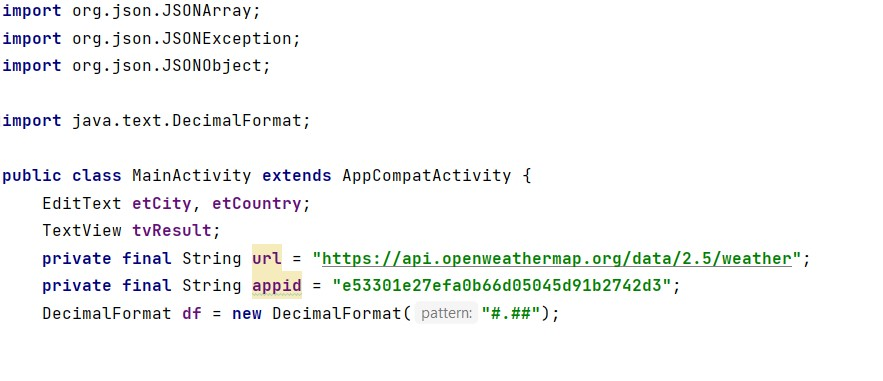 import org.json.JSONArray;
import org.json.JSONException;
import org.json.JSONObject;
import java.text.DecimalFormat;
public class MainActivity extends AppCompatActivity {
EditText etCity, etCountry;
TextView tvResult;
private final String url = "https://api.openweathermap.org/data/2.5/weather";
private final String appid = "e53301e27efa0b66d05045d91b2742d3";
DecimalFormat df = new DecimalFormat( pattern: "#.##");